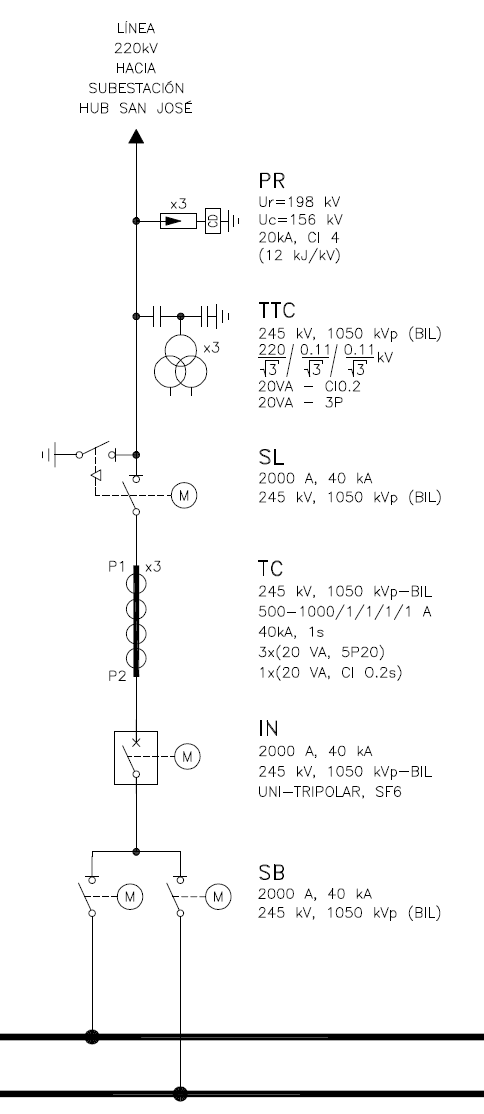 LÍNEA
220kV
HACIA
SUBESTACIÓN
HUB SAN JOSÉ
PR
x3
CD
Ur=198 kV
Uc=156 kV
20kA, Cl 4
(12 kJ/kV)
TTC
245 kV, 1050 kVp (BIL)
220/√3 / 0.11/√3 / 0.11/√3 kV
x3
20VA – Cl0.2
20VA – 3P
SL
2000 A, 40 kA
245 kV, 1050 kVp (BIL)
M
TC
P1 x3
245 kV, 1050 kVp–BIL
500–1000/1/1/1/1 A
40kA, 1s
3x(20 VA, 5P20)
1x(20 VA, Cl 0.2s)
P2
IN
2000 A, 40 kA
M
245 kV, 1050 kVp–BIL
UNI–TRIPOLAR, SF6
SB
2000 A, 40 kA
M M
245 kV, 1050 kVp (BIL)